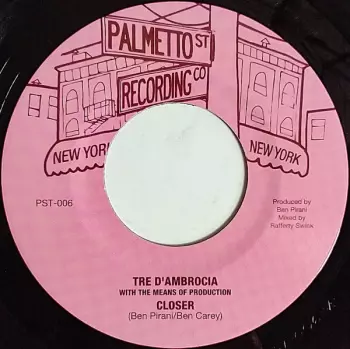 PALMETTO ST
RECORDING CO
NEW YORK
NEW YORK
PST-006
Produced by
Ben Pirani
Mixed by
Rafferty Swink
TRE D'AMBROCIA
WITH THE MEANS OF PRODUCTION
CLOSER
(Ben Pirani/Ben Carey)